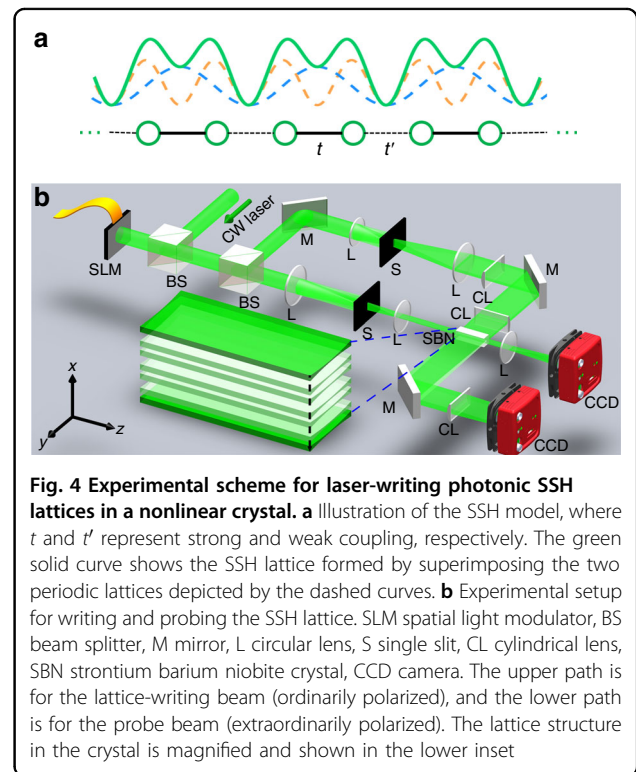 a
t
t'
b
CW laser
SLM
BS
BS
M
L
S
L
CL
M
L
S
L
CL
SBN
L
CCD
M
CL
CCD
x
y
z
Fig. 4 Experimental scheme for laser-writing photonic SSH
lattices in a nonlinear crystal. a Illustration of the SSH model, where
t and t′ represent strong and weak coupling, respectively. The green
solid curve shows the SSH lattice formed by superimposing the two
periodic lattices depicted by the dashed curves. b Experimental setup
for writing and probing the SSH lattice. SLM spatial light modulator, BS
beam splitter, M mirror, L circular lens, S single slit, CL cylindrical lens,
SBN strontium barium niobite crystal, CCD camera. The upper path is
for the lattice-writing beam (ordinarily polarized), and the lower path
is for the probe beam (extraordinarily polarized). The lattice structure
in the crystal is magnified and shown in the lower inset